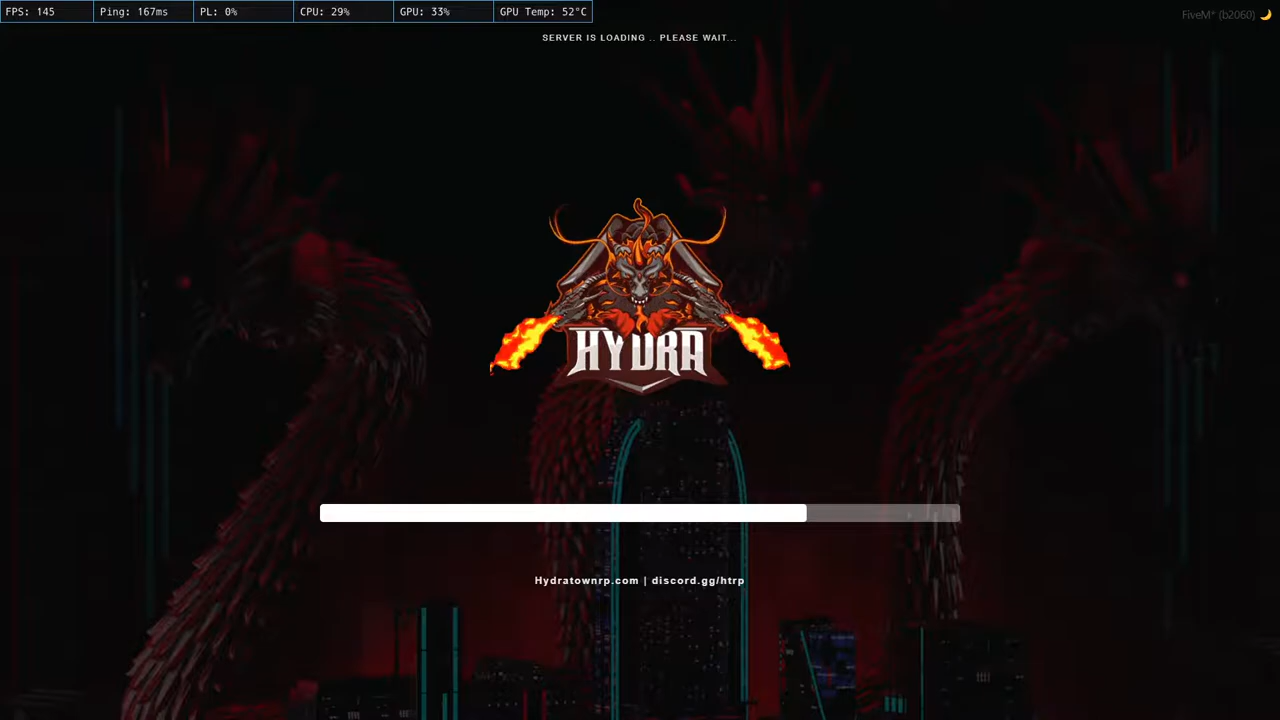 FPS: 145 Ping: 167ms PL: 0% CPU: 29% GPU: 33% GPU Temp: 52°C
FiveM* (b2060) 🌙
SERVER IS LOADING .. PLEASE WAIT...
HYDRA
Hydratownrp.com | discord.gg/htrp